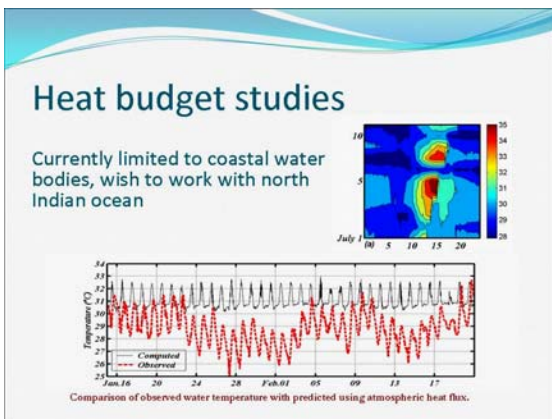 Heat budget studies
Currently limited to coastal water
bodies, wish to work with north
Indian ocean
10
5
July 1
(a) 5 10 15 20
35
34
33
32
31
30
29
28
34
33
32
31
30
29
28
27
26
25
Temperature (°C)
Computed
Observed
Jan.16 20 24 28 Feb.01 05 09 13 17
Comparison of observed water temperature with predicted using atmospheric heat flux.